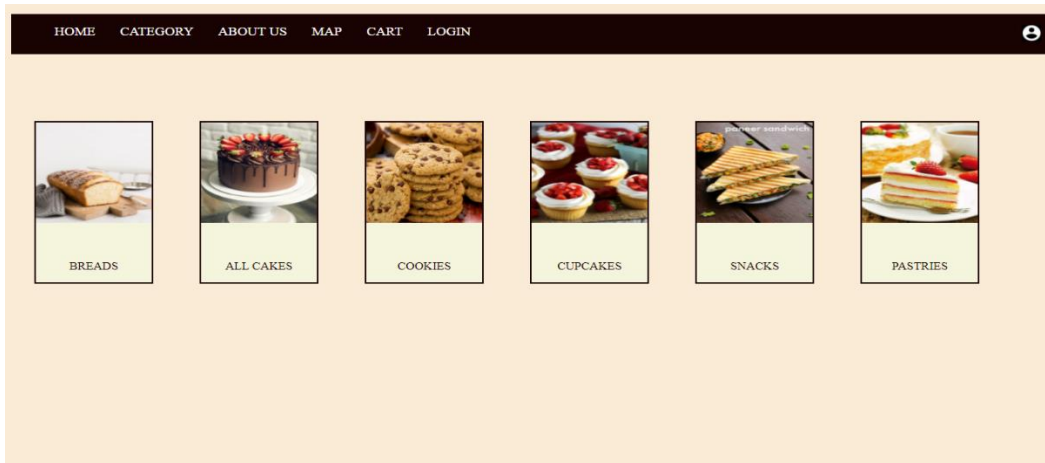 HOME CATEGORY ABOUT US MAP CART LOGIN
paneer sandwich
BREADS ALL CAKES COOKIES CUPCAKES SNACKS PASTRIES